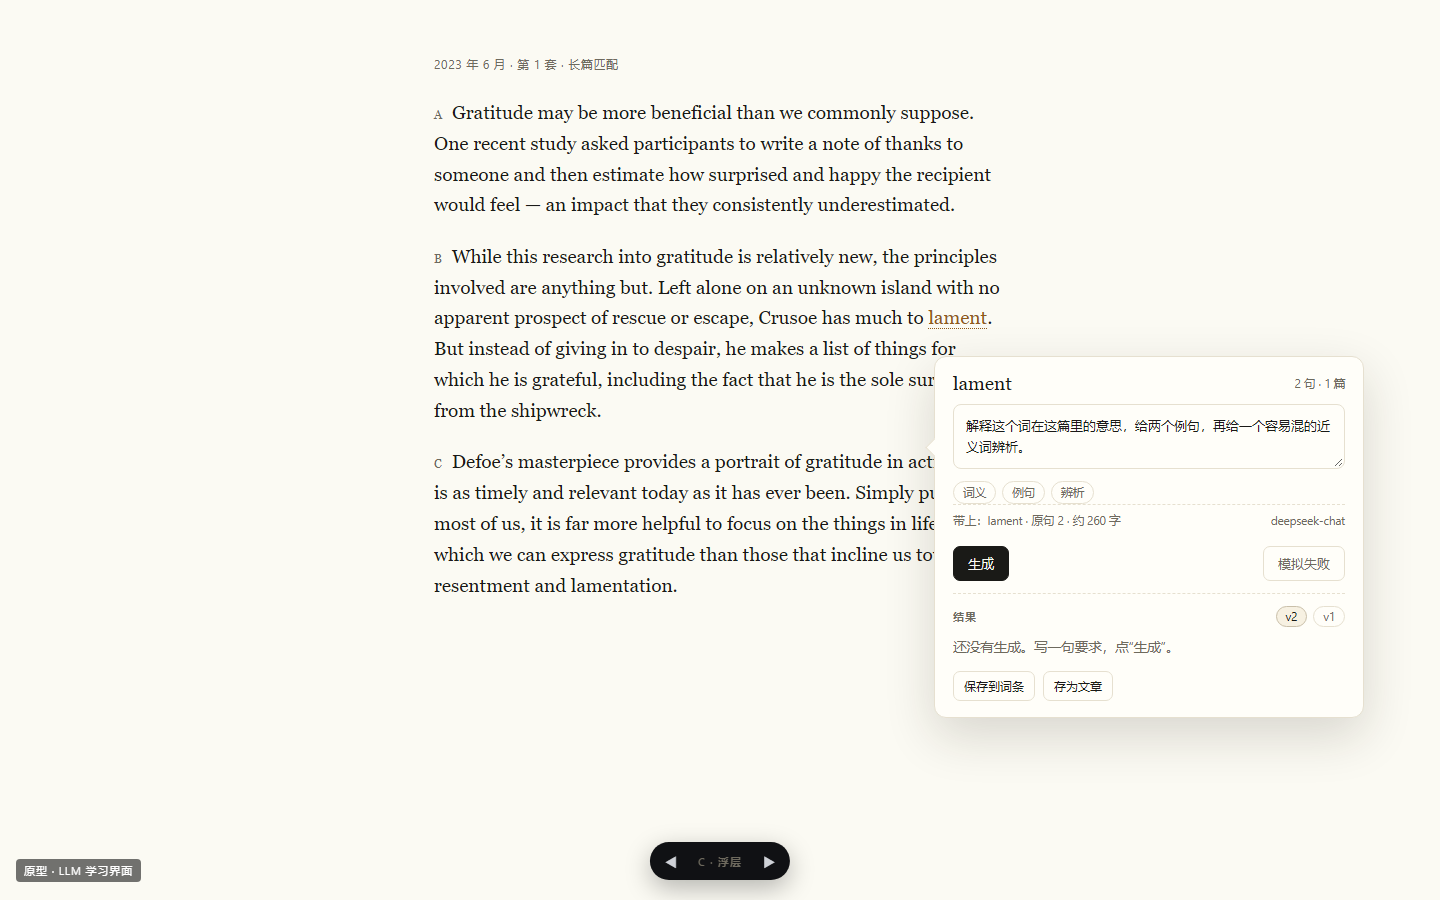 2023 年 6 月 · 第 1 套 · 长篇匹配
A Gratitude may be more beneficial than we commonly suppose.
One recent study asked participants to write a note of thanks to
someone and then estimate how surprised and happy the recipient
would feel — an impact that they consistently underestimated.
B While this research into gratitude is relatively new, the principles
involved are anything but. Left alone on an unknown island with no
apparent prospect of rescue or escape, Crusoe has much to lament.
But instead of giving in to despair, he makes a list of things for
which he is grateful, including the fact that he is the sole sur
from the shipwreck.
C Defoe’s masterpiece provides a portrait of gratitude in act
is as timely and relevant today as it has ever been. Simply pu
most of us, it is far more helpful to focus on the things in life
which we can express gratitude than those that incline us to
resentment and lamentation.
lament
2 句 · 1 篇
解释这个词在这篇里的意思，给两个例句，再给一个容易混的近
义词辨析。
词义 例句 辨析
带上：lament · 原句 2 · 约 260 字
deepseek-chat
生成
模拟失败
结果
v2 v1
还没有生成。写一句要求，点“生成”。
保存到词条 存为文章
◀ C · 浮层 ▶
原型 · LLM 学习界面